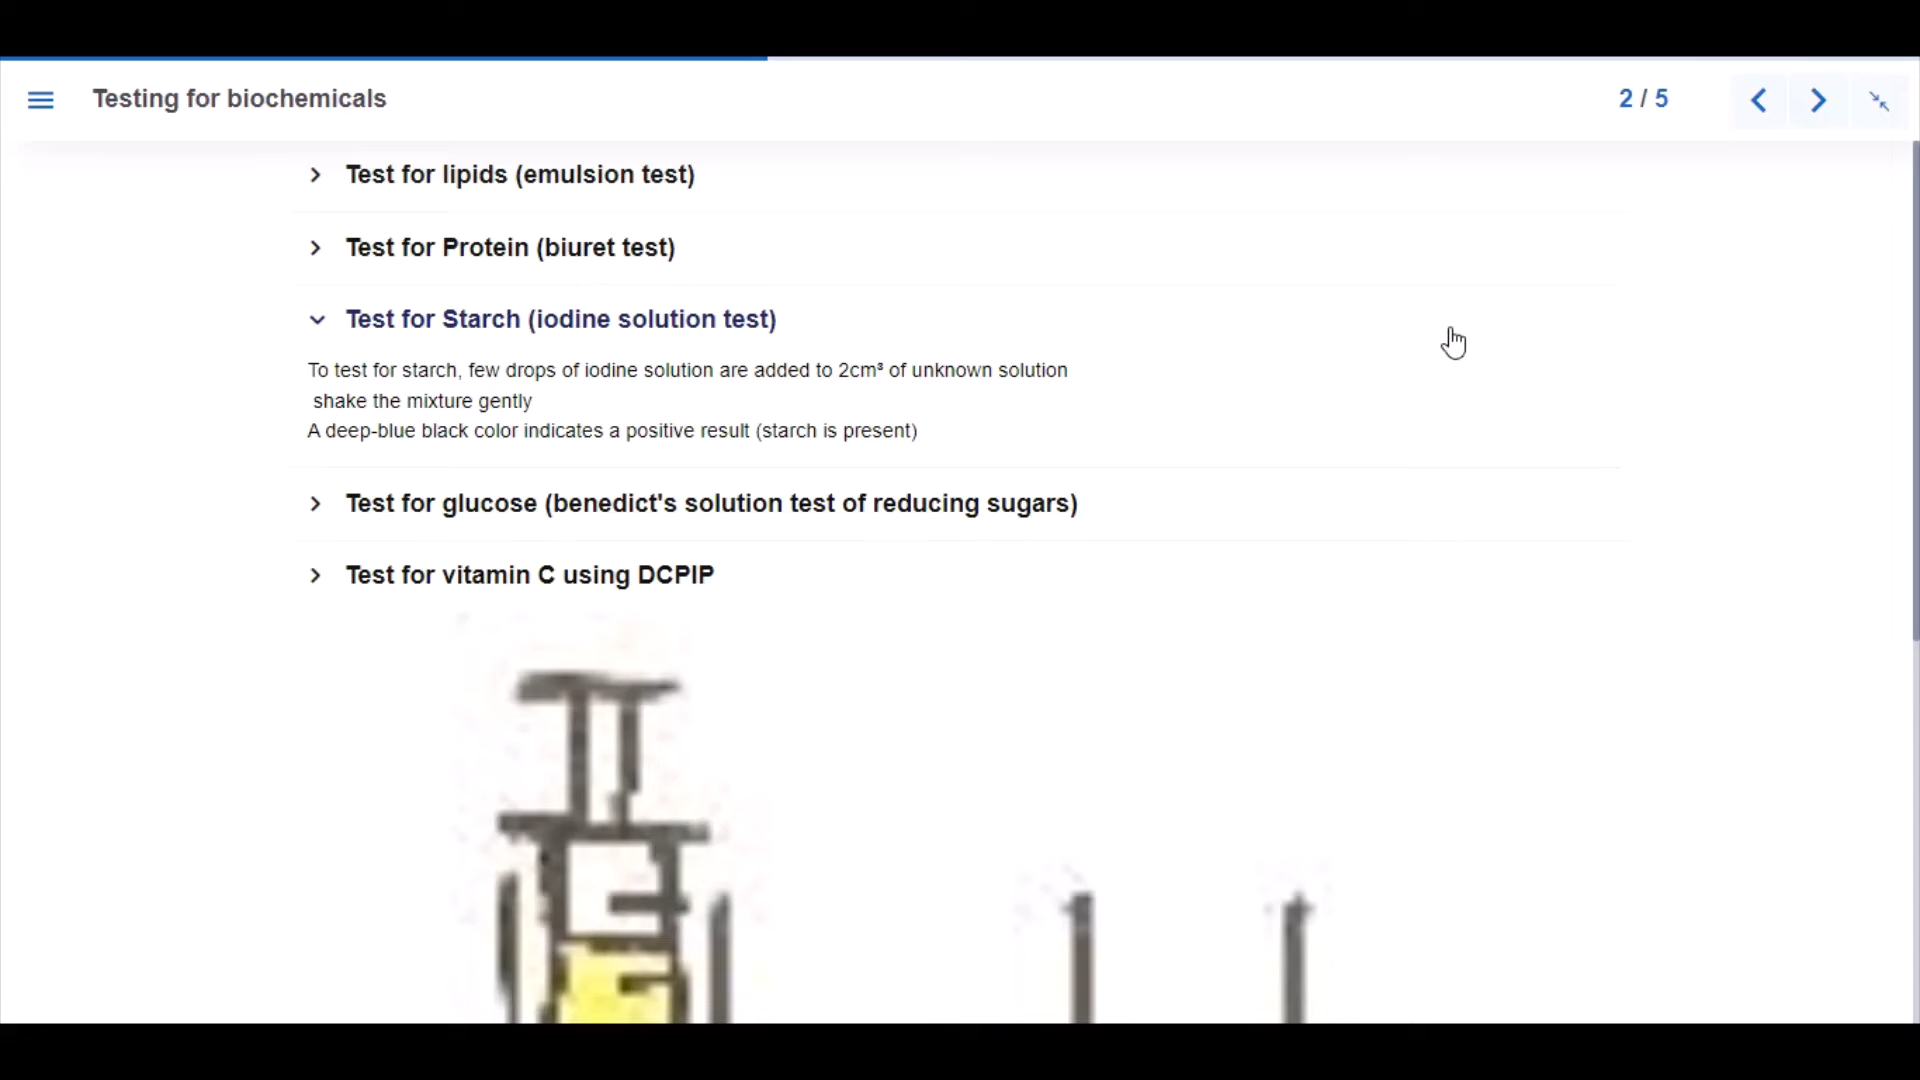 Testing for biochemicals
2 / 5
Test for lipids (emulsion test)
Test for Protein (biuret test)
Test for Starch (iodine solution test)
To test for starch, few drops of iodine solution are added to 2cm³ of unknown solution
shake the mixture gently
A deep-blue black color indicates a positive result (starch is present)
Test for glucose (benedict's solution test of reducing sugars)
Test for vitamin C using DCPIP